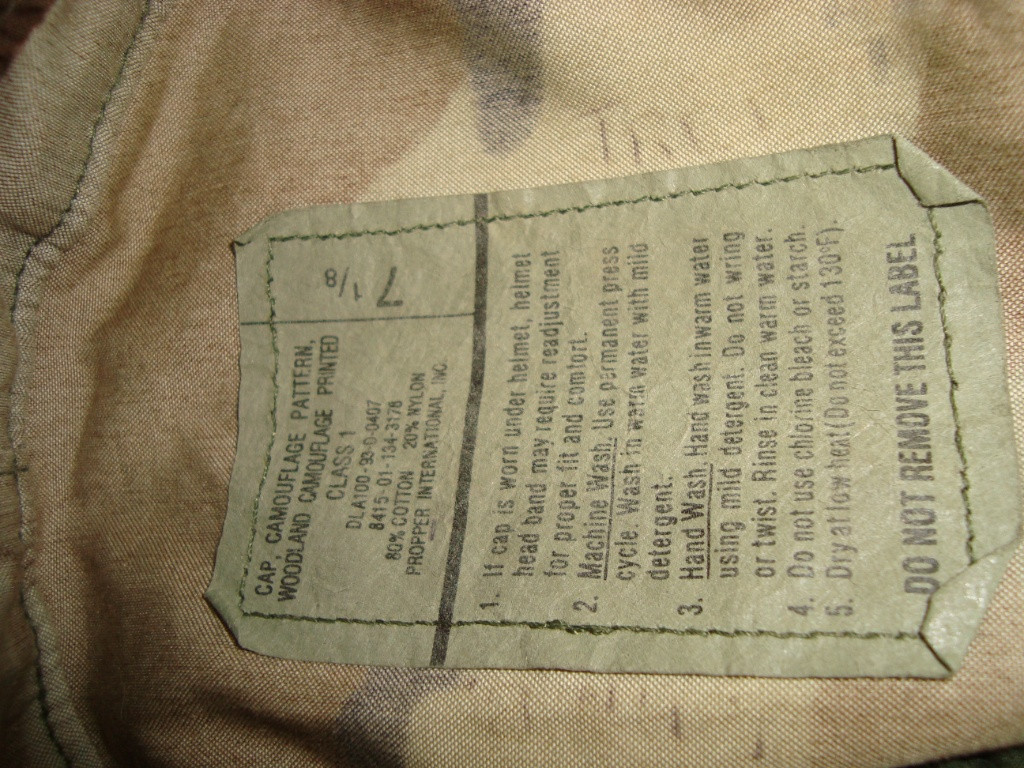 CAP, CAMOUFLAGE PATTERN,
WOODLAND CAMOUFLAGE PRINTED
CLASS 1
DLA100-90-D-0407
8415-01-134-3178
80% COTTON 20% NYLON
PROPPER INTERNATIONAL, INC.
7 1/8
1. If cap is worn under helmet, helmet
head band may require readjustment
for proper fit and comfort.
2. Machine Wash. Use permanent press
cycle. Wash in warm water with mild
detergent.
3. Hand Wash. Hand wash in warm water
using mild detergent. Do not wring
or twist. Rinse in clean warm water.
4. Do not use chlorine bleach or starch.
5. Dry at low heat (Do not exceed 130°F).
DO NOT REMOVE THIS LABEL